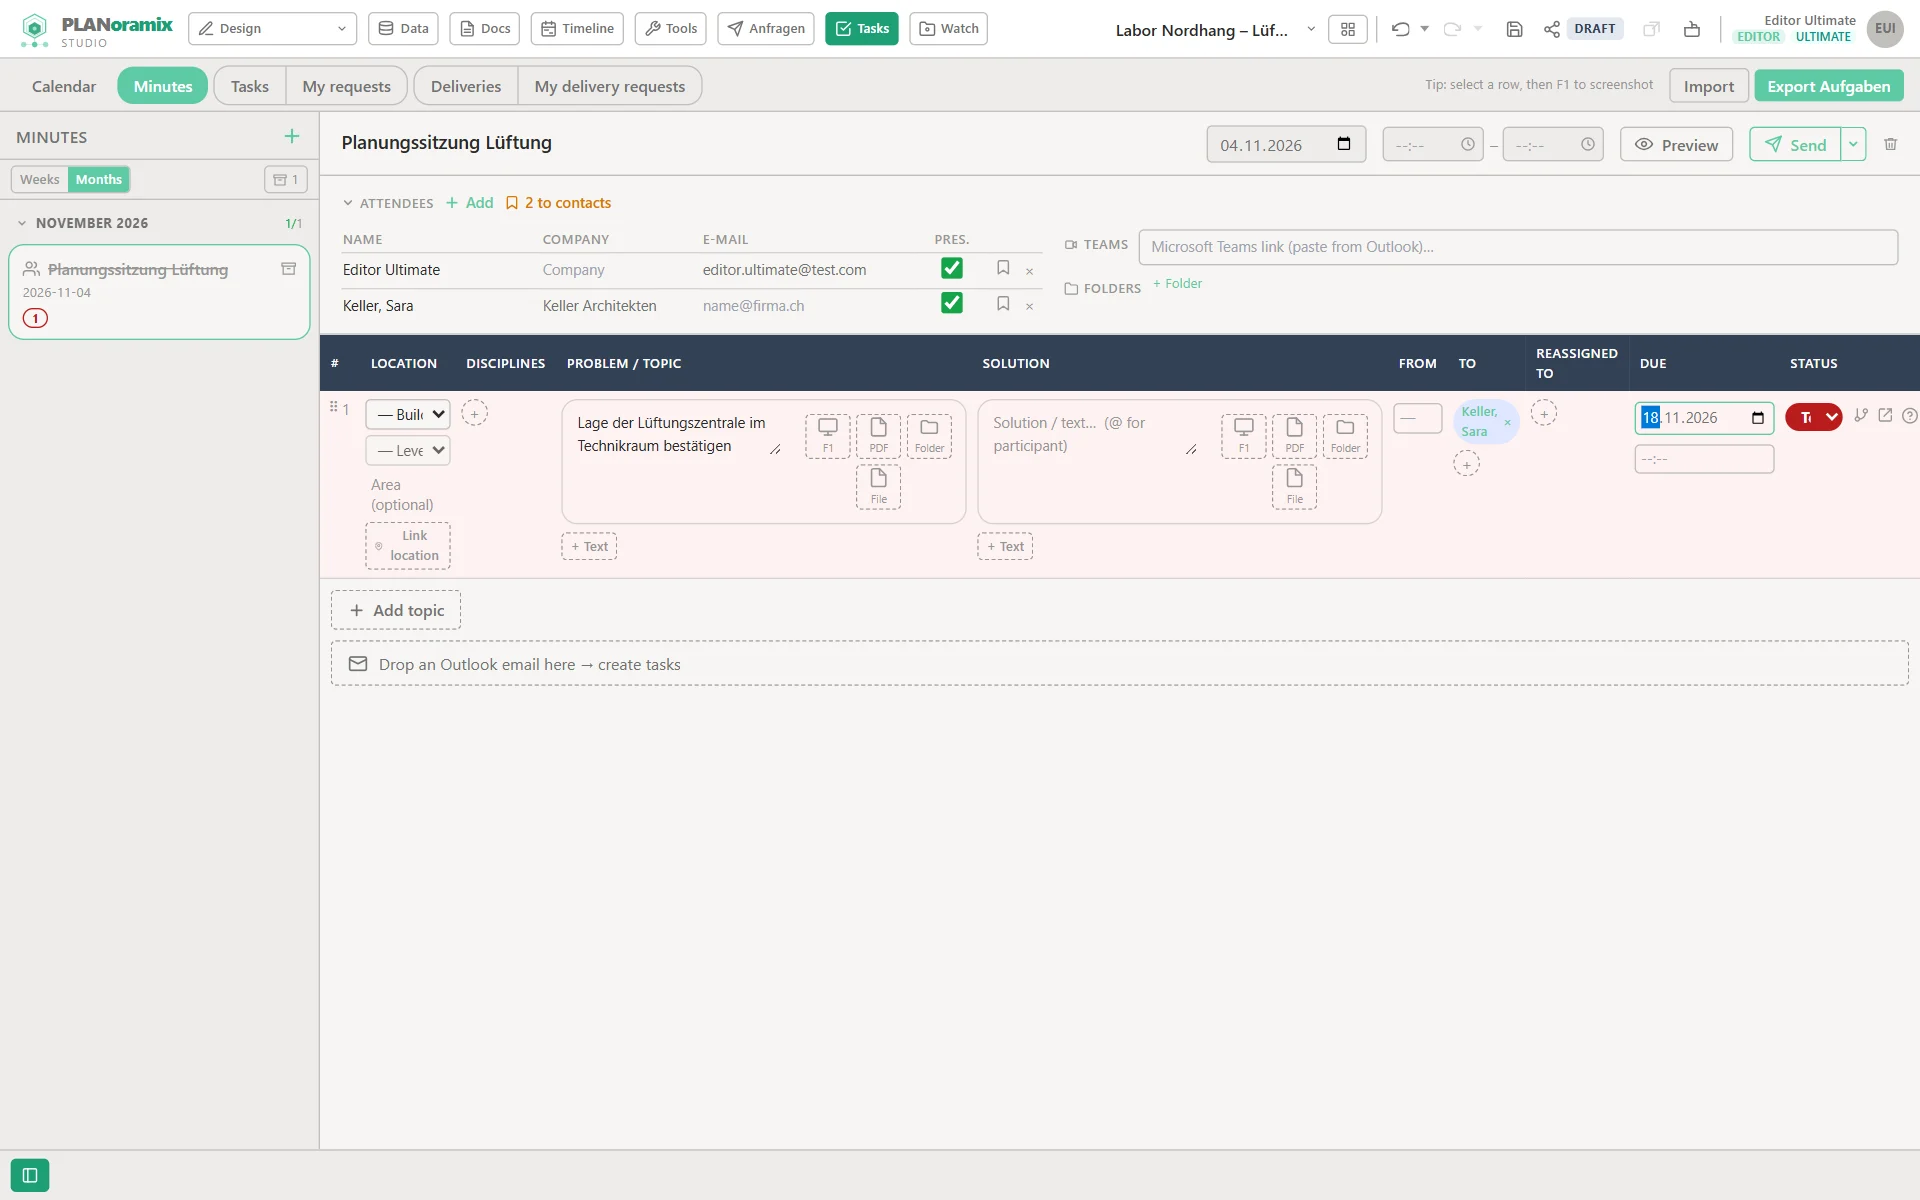 PLANoramix
STUDIO
Design
Data
Docs
Timeline
Tools
Anfragen
Tasks
Watch
Labor Nordhang – Lüf...
DRAFT
Editor Ultimate
EDITOR ULTIMATE
EUI
Calendar
Minutes
Tasks
My requests
Deliveries
My delivery requests
Tip: select a row, then F1 to screenshot
Import
Export Aufgaben
MINUTES
Weeks Months
1
NOVEMBER 2026
1/1
Planungssitzung Lüftung
2026-11-04
1
Planungssitzung Lüftung
04.11.2026
--:--
–
--:--
Preview
Send
ATTENDEES
+ Add
2 to contacts
NAME COMPANY E-MAIL PRES.
Editor Ultimate Company editor.ultimate@test.com ×
Keller, Sara Keller Architekten name@firma.ch ×
TEAMS
Microsoft Teams link (paste from Outlook)...
FOLDERS
+ Folder
# LOCATION DISCIPLINES PROBLEM / TOPIC SOLUTION FROM TO REASSIGNED TO DUE STATUS
1
— Buil
— Leve
Area
(optional)
Link
location
+
Lage der Lüftungszentrale im
Technikraum bestätigen
F1
PDF
Folder
File
+ Text
Solution / text... (@ for
participant)
F1
PDF
Folder
File
+ Text
—
Keller,
Sara ×
+
+
18.11.2026
--:--
+ Add topic
Drop an Outlook email here → create tasks